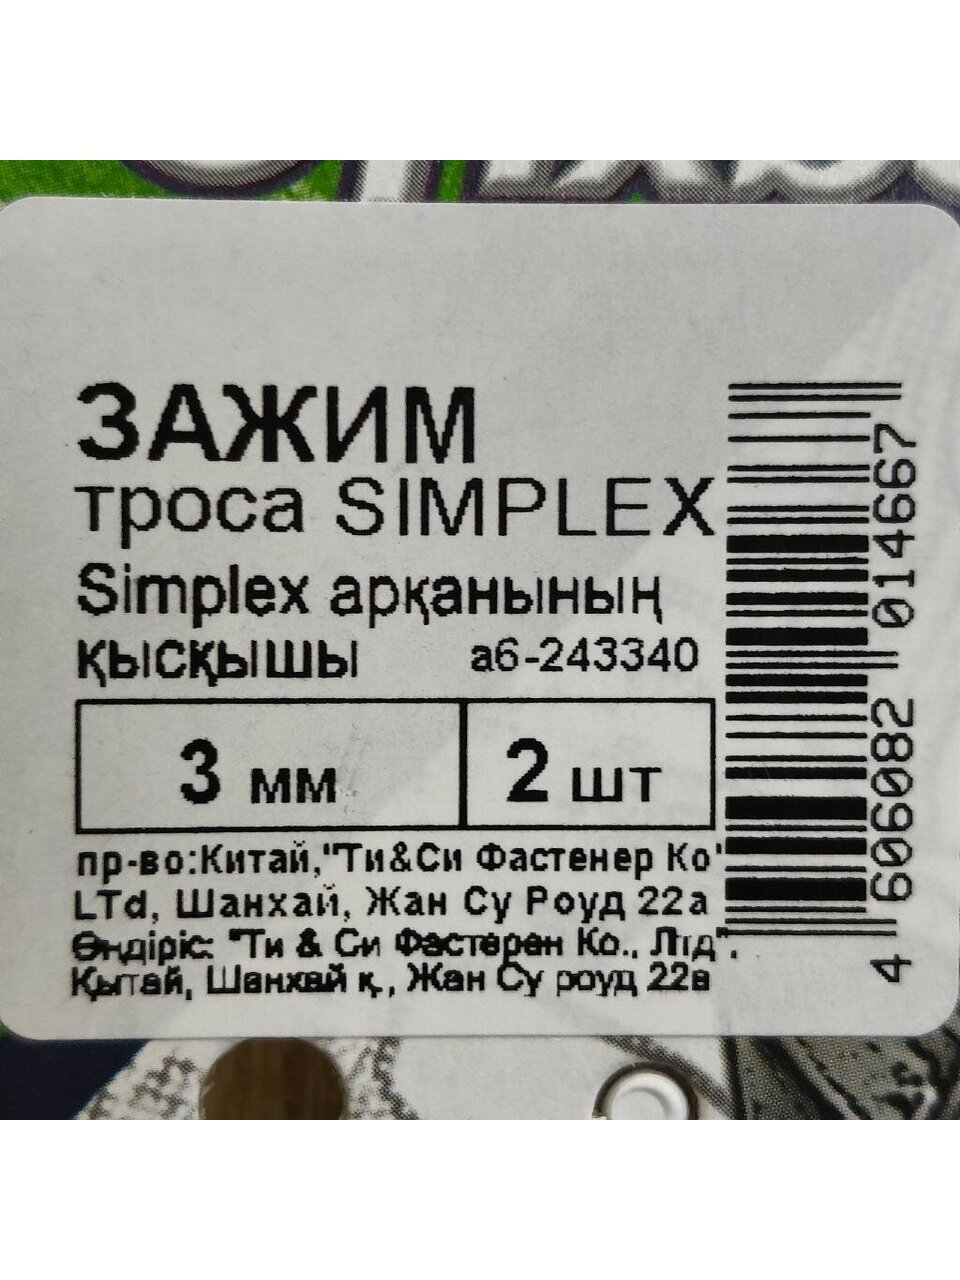 ЗАЖИМ
троса SIMPLEX
Simplex арқанының
қысқышы а6-243340
3 мм 2 шт
пр-во:Китай,"Ти&Си Фастенер Ко"
LTd, Шанхай, Жан Су Роуд 22а
Өндіріс: "Ти & Си Фастерен Ко., Лтд",
Қытай, Шанхай қ., Жан Су роуд 22в
4 606082 014667